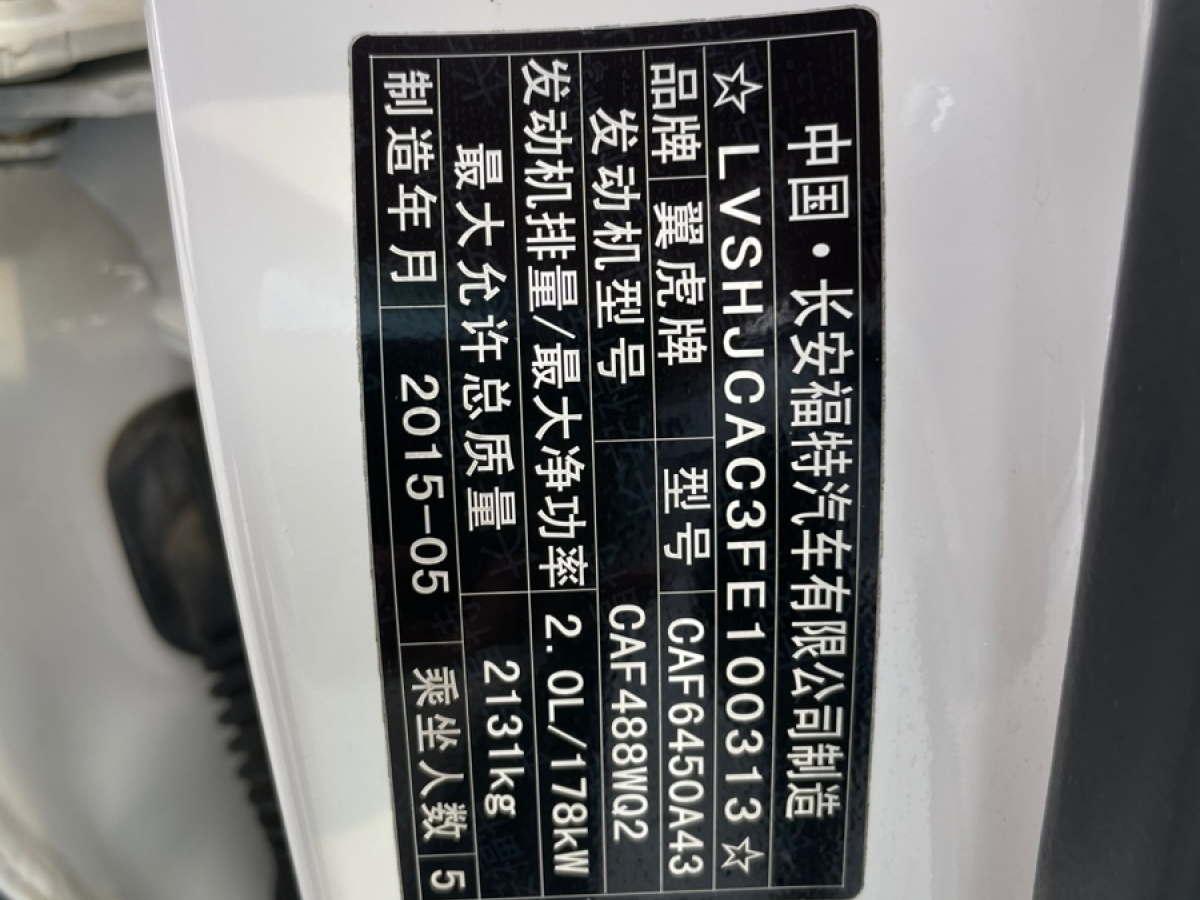 中国·长安福特汽车有限公司制造
☆LVSHJCAC3FE100313☆
品牌 翼虎牌 型号 CAF6450A43
发动机型号 CAF488WQ2
发动机排量/最大净功率 2.0L/178kW
最大允许总质量 2131kg
制造年月 2015-05 乘坐人数 5